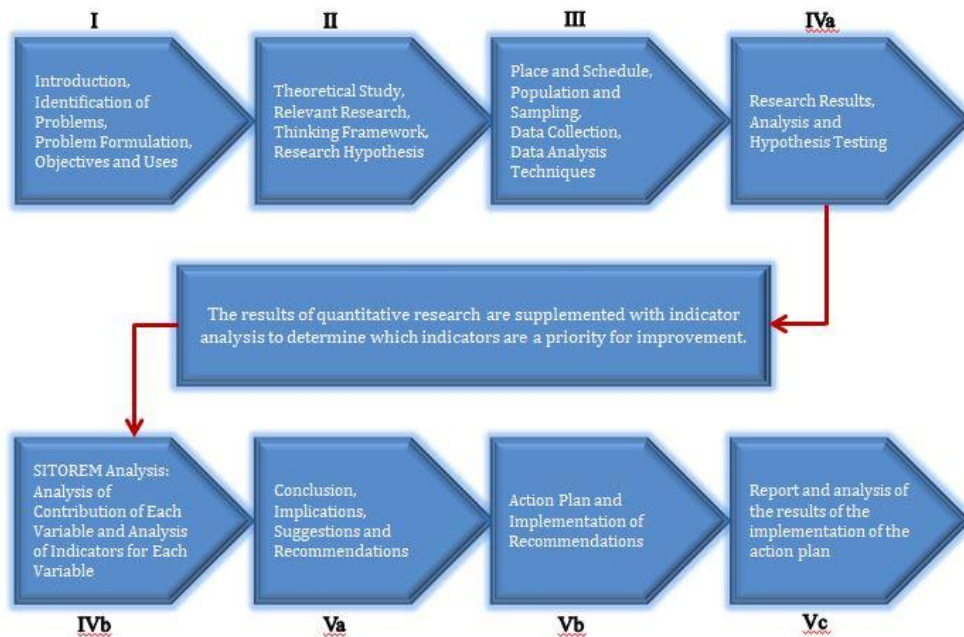 I
II
III
IVa
Introduction,
Identification of
Problems,
Problem Formulation,
Objectives and Uses
Theoretical Study,
Relevant Research,
Thinking Framework,
Research Hypothesis
Place and Schedule,
Population and
Sampling,
Data Collection,
Data Analysis
Techniques
Research Results,
Analysis and
Hypothesis Testing
The results of quantitative research are supplemented with indicator
analysis to determine which indicators are a priority for improvement.
SITOREM Analysis:
Analysis of
Contribution of Each
Variable and Analysis
of Indicators for Each
Variable
Conclusion,
Implications,
Suggestions and
Recommendations
Action Plan and
Implementation of
Recommendations
Report and analysis of
the results of the
implementation of the
action plan
IVb
Va
Vb
Vc